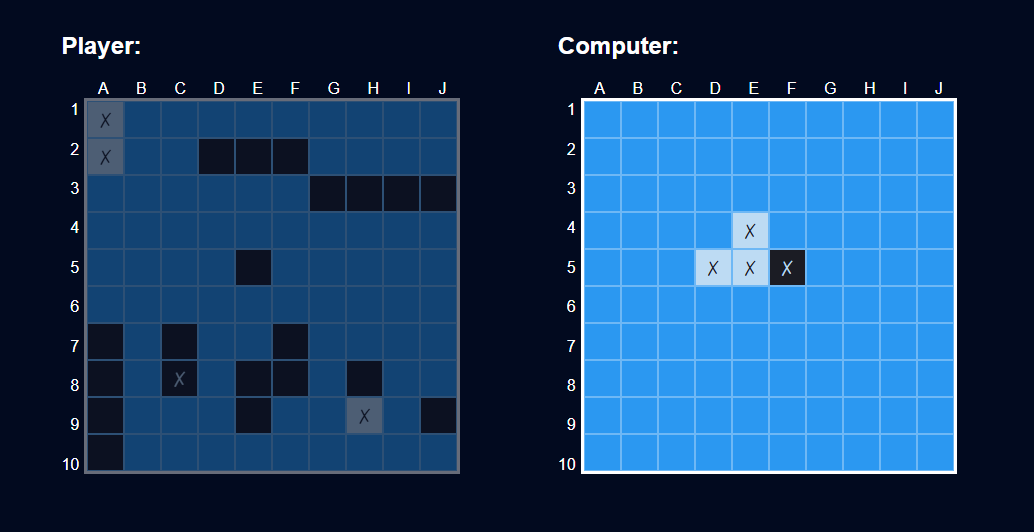 Player:
Computer:
A B C D E F G H I J
A B C D E F G H I J
1 X
2 X
3
4
5
6
7
8 X
9 X
10
1
2
3
4 X
5 X X X
6
7
8
9
10